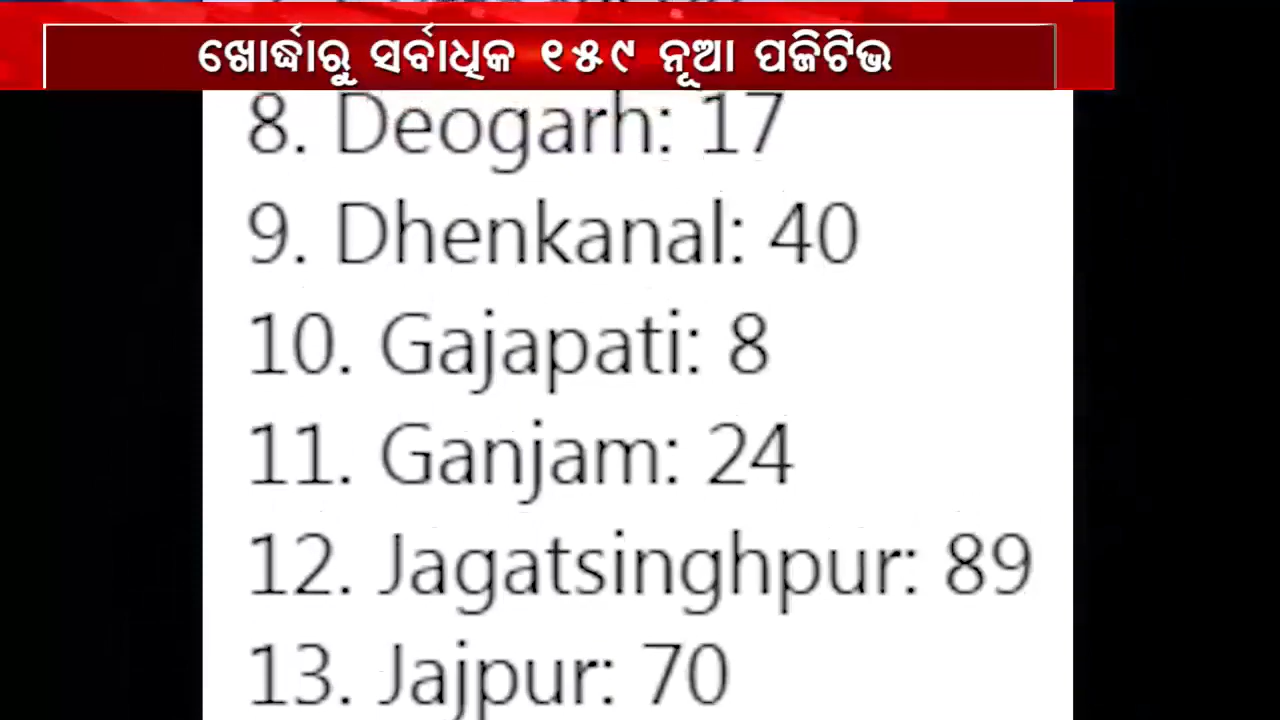 ଖୋର୍ଦ୍ଧାରୁ ସର୍ବାଧିକ ୧୫୯ ନୂଆ ପଜିଟିଭ
8. Deogarh: 17
9. Dhenkanal: 40
10. Gajapati: 8
11. Ganjam: 24
12. Jagatsinghpur: 89
13. Jajpur: 70